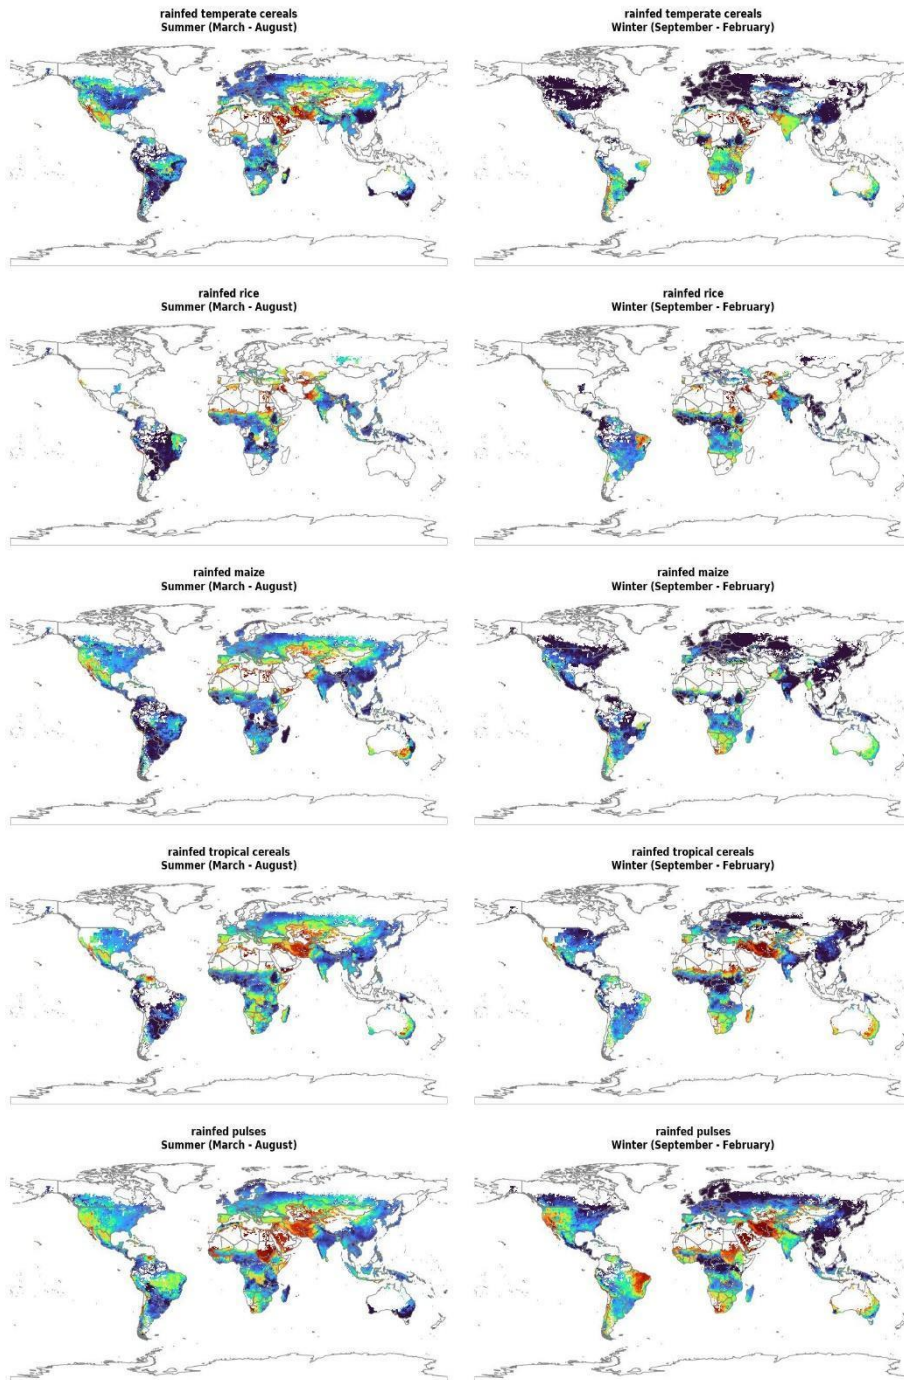 rainfed temperate cereals
Summer (March - August)
rainfed temperate cereals
Winter (September - February)
rainfed rice
Summer (March - August)
rainfed rice
Winter (September - February)
rainfed maize
Summer (March - August)
rainfed maize
Winter (September - February)
rainfed tropical cereals
Summer (March - August)
rainfed tropical cereals
Winter (September - February)
rainfed pulses
Summer (March - August)
rainfed pulses
Winter (September - February)